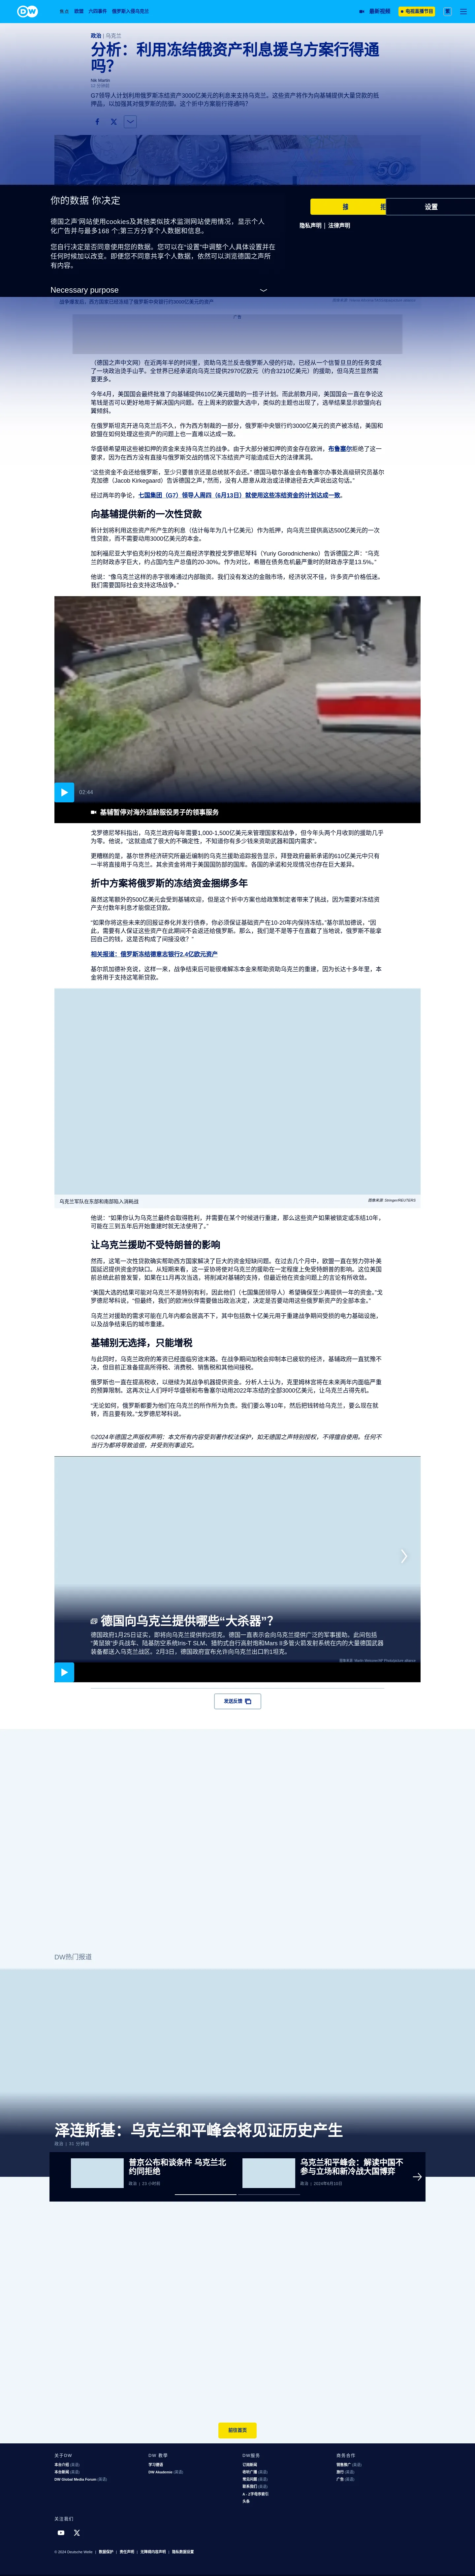 DW
焦点
欧盟
六四事件
俄罗斯入侵乌克兰
最新视频
电视直播节目
繁
政治 | 乌克兰
分析：利用冻结俄资产利息援乌方案行得通
吗？
Nik Martin
10 分钟前
G7领导人计划利用俄罗斯冻结资产3000亿美元的利息来支持乌克兰。这些资产将作为向基辅提供大量贷款的抵
押品，以加强其对俄罗斯的防御。这个折中方案能行得通吗？
你的数据 你决定
德国之声’网站使用cookies及其他类似技术监测网站使用情况，显示个人
化广告并与最多168 个第三方分享个人数据和信息。
您自行决定是否同意使用您的数据。您可以在“设置”中调整个人具体设置并在
任何时候加以改变。即便您不同意共享个人数据，依然可以浏览德国之声所
有内容。
Necessary purpose
设置
隐私声明 | 法律声明
战争爆发后，西方国家已经冻结了俄罗斯中央银行约3000亿美元的资产
广告
（德国之声中文网）在近两年半的时间里，资助乌克兰反击俄罗斯入侵的行动，已经从一个信誓旦旦的任务变成
了一块政治烫手山芋。全世界已经承诺向乌克兰提供2970亿欧元（约合3210亿美元）的援助，但乌克兰显然需
要更多。
今年4月，美国国会最终批准了向基辅提供610亿美元援助的一揽子计划。而此前数月间，美国国会一直在争论这
笔钱是否可以更好地用于解决国内问题。在上周末的欧盟大选中，类似的主题也出现了，选举结果显示欧盟向右
翼倾斜。
在俄罗斯坦克开进乌克兰后不久，作为西方制裁的一部分，俄罗斯中央银行约3000亿美元的资产被冻结，美国和
欧盟在如何处理这些资产的问题上也一直难以达成一致。
华盛顿希望用这些被扣押的资金来支持乌克兰的战争。由于大部分被扣押的资金存在欧洲，布鲁塞尔拒绝了这一
要求，因为在西方没有直接与俄罗斯交战的情况下冻结资产可能造成巨大的法律黑洞。
“这些资金不会还给俄罗斯，至少只要普京还是总统就不会还。” 德国马歇尔基金会布鲁塞尔办事处高级研究员基尔
克加德（Jacob Kirkegaard）告诉德国之声，“然而，没有人愿意从政治或法律途径去大声说出这句话。”
经过两年的争论，七国集团（G7）领导人周四（6月13日）就使用这些冻结资金的计划达成一致。
向基辅提供新的一次性贷款
新计划将利用这些资产所产生的利息（估计每年为几十亿美元）作为抵押，向乌克兰提供高达500亿美元的一次
性贷款，而不需要动用3000亿美元的本金。
加利福尼亚大学伯克利分校的乌克兰裔经济学教授戈罗德尼琴科（Yuriy Gorodnichenko）告诉德国之声：“乌克
兰的财政赤字巨大，约占国内生产总值的20-30%。作为对比，希腊在债务危机最严重时的财政赤字是13.5%。”
他说：“像乌克兰这样的赤字很难通过内部融资。我们没有发达的金融市场，经济状况不佳，许多资产价格低迷。
我们需要国际社会支持这场战争。”
02:44
基辅暂停对海外适龄服役男子的领事服务
戈罗德尼琴科指出，乌克兰政府每年需要1,000-1,500亿美元来管理国家和战争，但今年头两个月收到的援助几乎
为零。他说，“这就造成了很大的不确定性，不知道你有多少钱来资助武器和国内需求”。
更糟糕的是，基尔世界经济研究所最近编制的乌克兰援助追踪报告显示，拜登政府最新承诺的610亿美元中只有
一半将直接用于乌克兰。其余资金将用于美国国防部的国库。各国的承诺和兑现情况也存在巨大差异。
折中方案将俄罗斯的冻结资金捆绑多年
虽然这笔额外的500亿美元会受到基辅欢迎，但是这个折中方案也给政策制定者带来了挑战，因为需要对冻结资
产支付数年利息才能偿还贷款。
“如果你将这些未来的回报证券化并发行债券，你必须保证基础资产在10-20年内保持冻结。”基尔凯加德说，“因
此，需要有人保证这些资产在此期间不会返还给俄罗斯。那么，我们是不是等于在直截了当地说，俄罗斯不能拿
回自己的钱，这是否构成了间接没收？ ”
相关报道：俄罗斯冻结德意志银行2.4亿欧元资产
基尔凯加德补充说，这样一来，战争结束后可能很难解冻本金来帮助资助乌克兰的重建，因为长达十多年里，本
金将用于支持这笔新贷款。
乌克兰军队在东部和南部陷入消耗战
图像来源: Stringer/REUTERS
他说：“如果你认为乌克兰最终会取得胜利，并需要在某个时候进行重建，那么这些资产如果被锁定或冻结10年，
可能在三到五年后开始重建时就无法使用了。”
让乌克兰援助不受特朗普的影响
然而，这笔一次性贷款确实帮助西方国家解决了巨大的资金短缺问题。在过去几个月中，欧盟一直在努力弥补美
国延迟提供资金的缺口。从短期来看，这一妥协将使对乌克兰的援助在一定程度上免受特朗普的影响。这位美国
前总统此前曾发誓，如果在11月再次当选，将削减对基辅的支持，但最近他在资金问题上的言论有所收敛。
“美国大选的结果可能对乌克兰不是特别有利，因此他们（七国集团领导人）希望确保至少再提供一年的资金。”戈
罗德尼琴科说，“但最终，我们的欧洲伙伴需要做出政治决定，决定是否要动用这些俄罗斯资产的全部本金。”
乌克兰对援助的需求可能在几年内都会居高不下，其中包括数十亿美元用于重建战争期间受损的电力基础设施，
以及战争结束后的城市重建。
基辅别无选择，只能增税
与此同时，乌克兰政府的筹资已经面临穷途末路。在战争期间加税会抑制本已疲软的经济，基辅政府一直犹豫不
决，但目前正准备提高所得税、消费税、销售税和其他间接税。
俄罗斯也一直在提高税收，以继续为其战争机器提供资金。分析人士认为，克里姆林宫将在未来两年内面临严重
的预算限制。这再次让人们呼吁华盛顿和布鲁塞尔动用2022年冻结的全部3000亿美元，让乌克兰占得先机。
“无论如何，俄罗斯都要为他们在乌克兰的所作所为负责。我们要么等10年，然后把钱转给乌克兰，要么现在就
转，而且要有效。”戈罗德尼琴科说。
©2024年德国之声版权声明：本文所有内容受到著作权法保护，如无德国之声特别授权，不得擅自使用。任何不
当行为都将导致追偿，并受到刑事追究。
德国向乌克兰提供哪些“大杀器”？
德国政府1月25日证实，即将向乌克兰提供豹2坦克。德国一直表示会向乌克兰提供广泛的军事援助。此间包括
“黄鼠狼”步兵战车、陆基防空系统Iris-T SLM、猎豹式自行高射炮和Mars II多管火箭发射系统在内的大量德国武器
装备都送入乌克兰战区。2月3日，德国政府宣布允许向乌克兰出口豹1坦克。
发送反馈
DW热门报道
泽连斯基：乌克兰和平峰会将见证历史产生
政治 | 31 分钟前
普京公布和谈条件 乌克兰北
约同拒绝
政治 | 23 小时前
乌克兰和平峰会：解读中国不
参与立场和新冷战大国博弈
政治 | 2024年6月10日
前往首页
关于DW
本台介绍 (英语)
本台新闻 (英语)
DW Global Media Forum (英语)
DW 教學
学习德语
DW Akademie (英语)
DW服务
订阅新闻
收听广播 (英语)
常见问题 (英语)
联系我们 (英语)
A - Z字母序索引
头条
商务合作
销售推广 (英语)
旅行 (英语)
广告 (英语)
关注我们
© 2024 Deutsche Welle | 数据保护 | 责任声明 | 无障碍内容声明 | 隐私数据设置